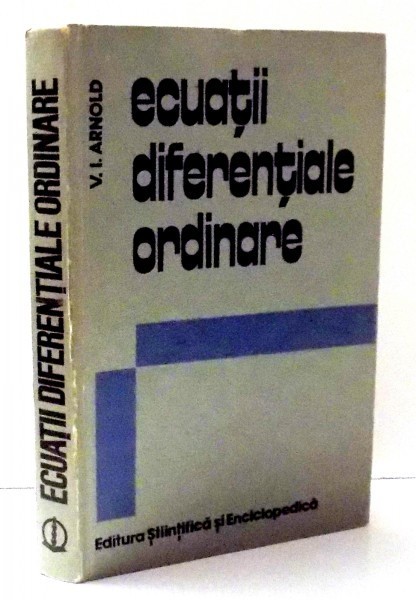 ECUAȚII DIFERENȚIALE ORDINARE
V. I. ARNOLD
ecuații
diferențiale
ordinare
Editura Științifică și Enciclopedică